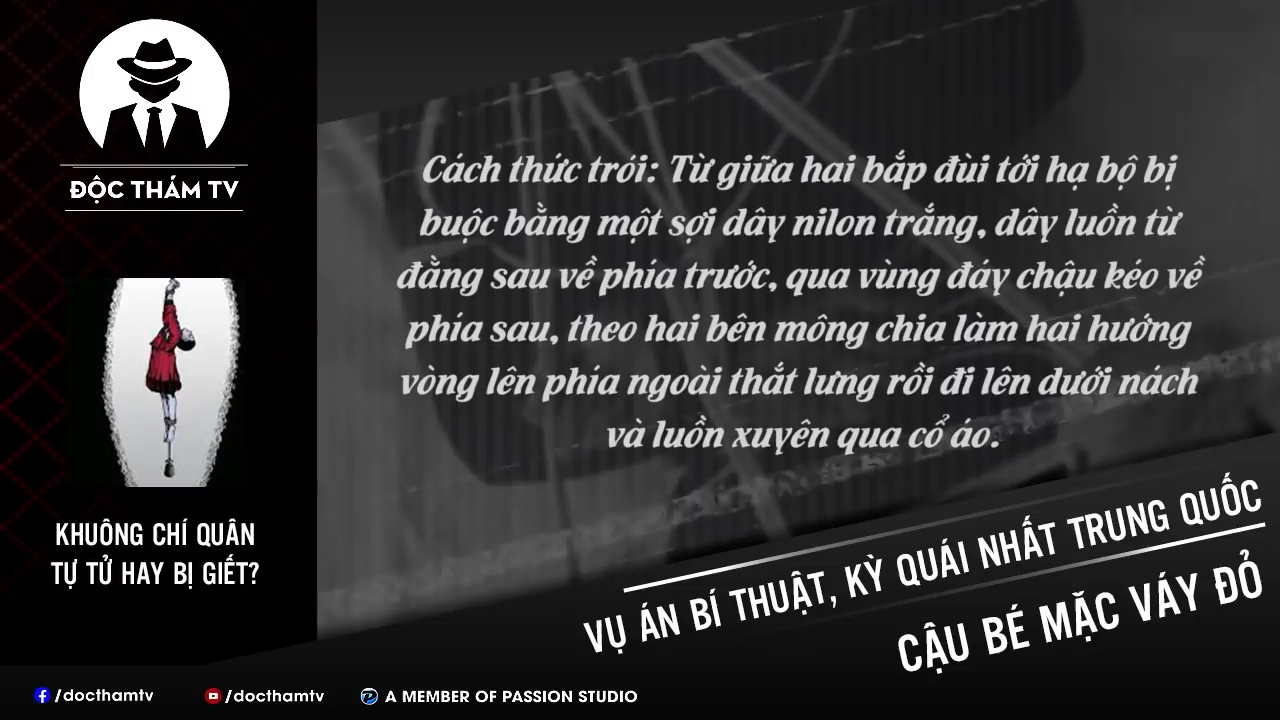 ĐỘC THÁM TV
KHUÔNG CHÍ QUÂN
TỰ TỬ HAY BỊ GIẾT?
Cách thức trói: Từ giữa hai bắp đùi tới hạ bộ bị
buộc bằng một sợi dây nilon trắng, dây luồn từ
đằng sau về phía trước, qua vùng đáy chậu kéo về
phía sau, theo hai bên mông chia làm hai hướng
vòng lên phía ngoài thắt lưng rồi đi lên dưới nách
và luồn xuyên qua cổ áo.
VỤ ÁN BÍ THUẬT, KỲ QUÁI NHẤT TRUNG QUỐC
CẬU BÉ MẶC VÁY ĐỎ
/docthamtv
/docthamtv
A MEMBER OF PASSION STUDIO